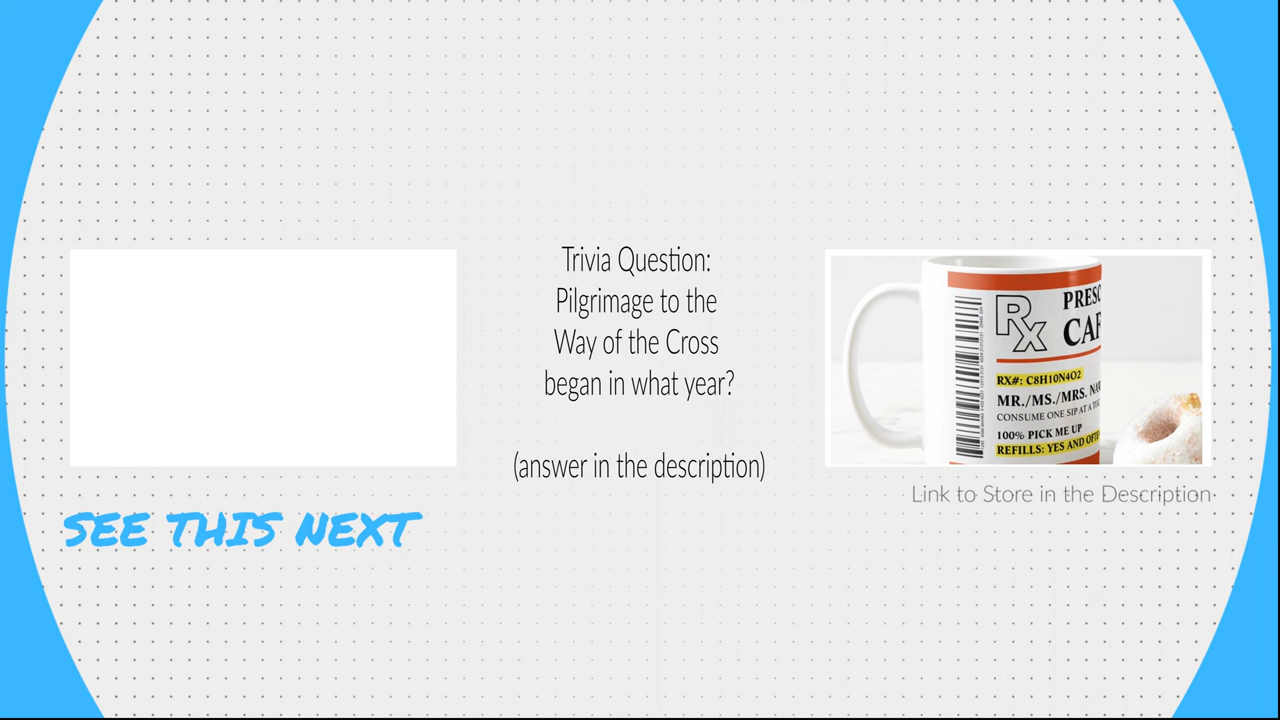 Trivia Question:
Pilgrimage to the
Way of the Cross
began in what year?
(answer in the description)
SEE THIS NEXT
Rx
PRESC
CAF
RX#: C8H10N4O2
MR./MS./MRS. NA
CONSUME ONE SIP AT A
100% PICK ME UP
REFILLS: YES AND OFT
Link to Store in the Description